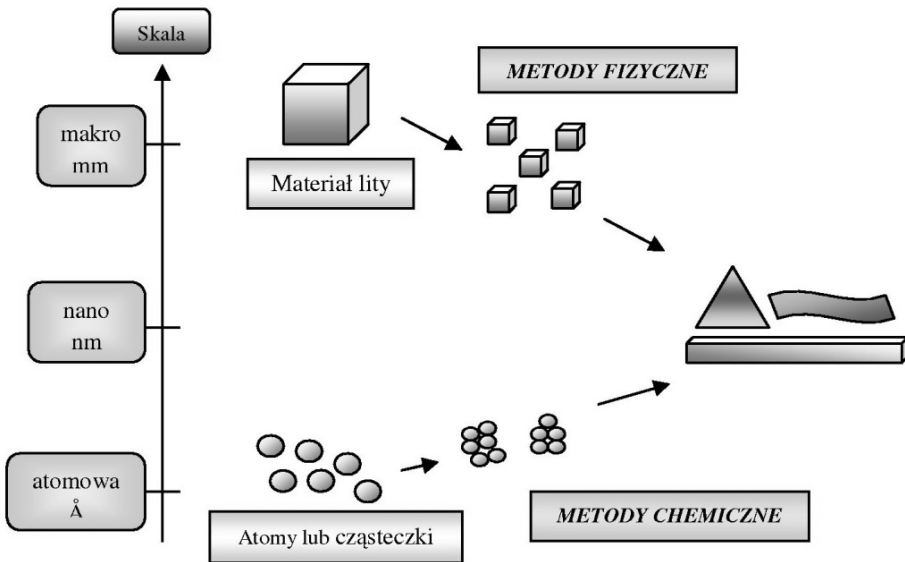 Skala
METODY FIZYCZNE
makro
mm
Materiał lity
nano
nm
atomowa
Å
METODY CHEMICZNE
Atomy lub cząsteczki